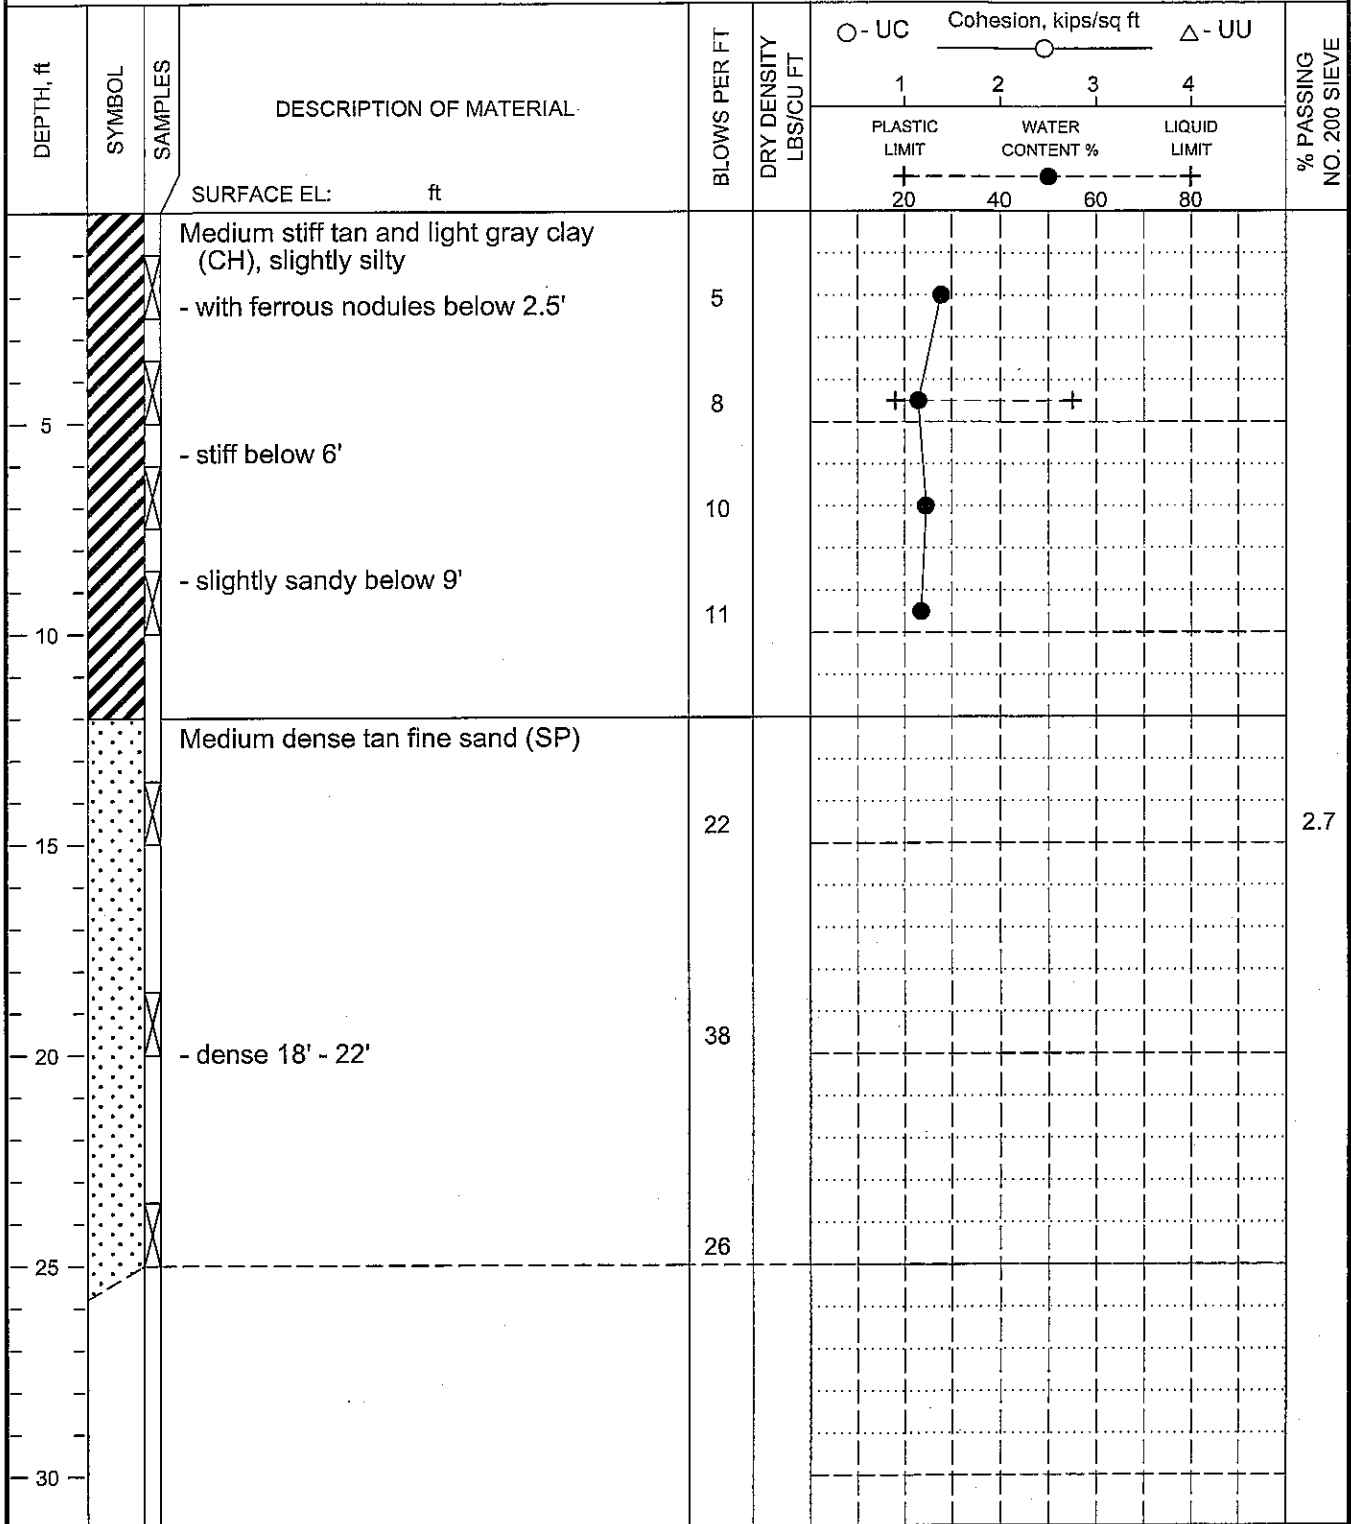 DEPTH, ft
SYMBOL
SAMPLES
DESCRIPTION OF MATERIAL
SURFACE EL: ft
BLOWS PER FT
DRY DENSITY
LBS/CU FT
- UC
Cohesion, kips/sq ft
- UU
1 2 3 4
PLASTIC
LIMIT
WATER
CONTENT %
LIQUID
LIMIT
20 40 60 80
% PASSING
NO. 200 SIEVE
Medium stiff tan and light gray clay
(CH), slightly silty
- with ferrous nodules below 2.5'
5
8
5
- stiff below 6'
10
- slightly sandy below 9'
11
10
Medium dense tan fine sand (SP)
22
2.7
15
38
20
- dense 18' - 22'
26
25
30